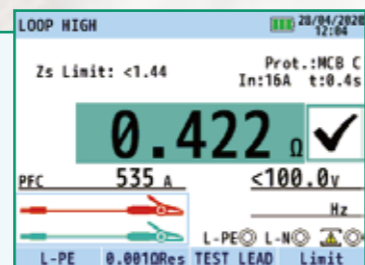 LOOP HIGH 28/04/2020
12:04
Zs Limit: <1.44 Prot.:MCB C
In:16A t:0.4s
0.422 Ω
PFC 535 A <100.0v
Hz
L-PE L-N
L-PE 0.001ΩRes TEST LEAD Limit